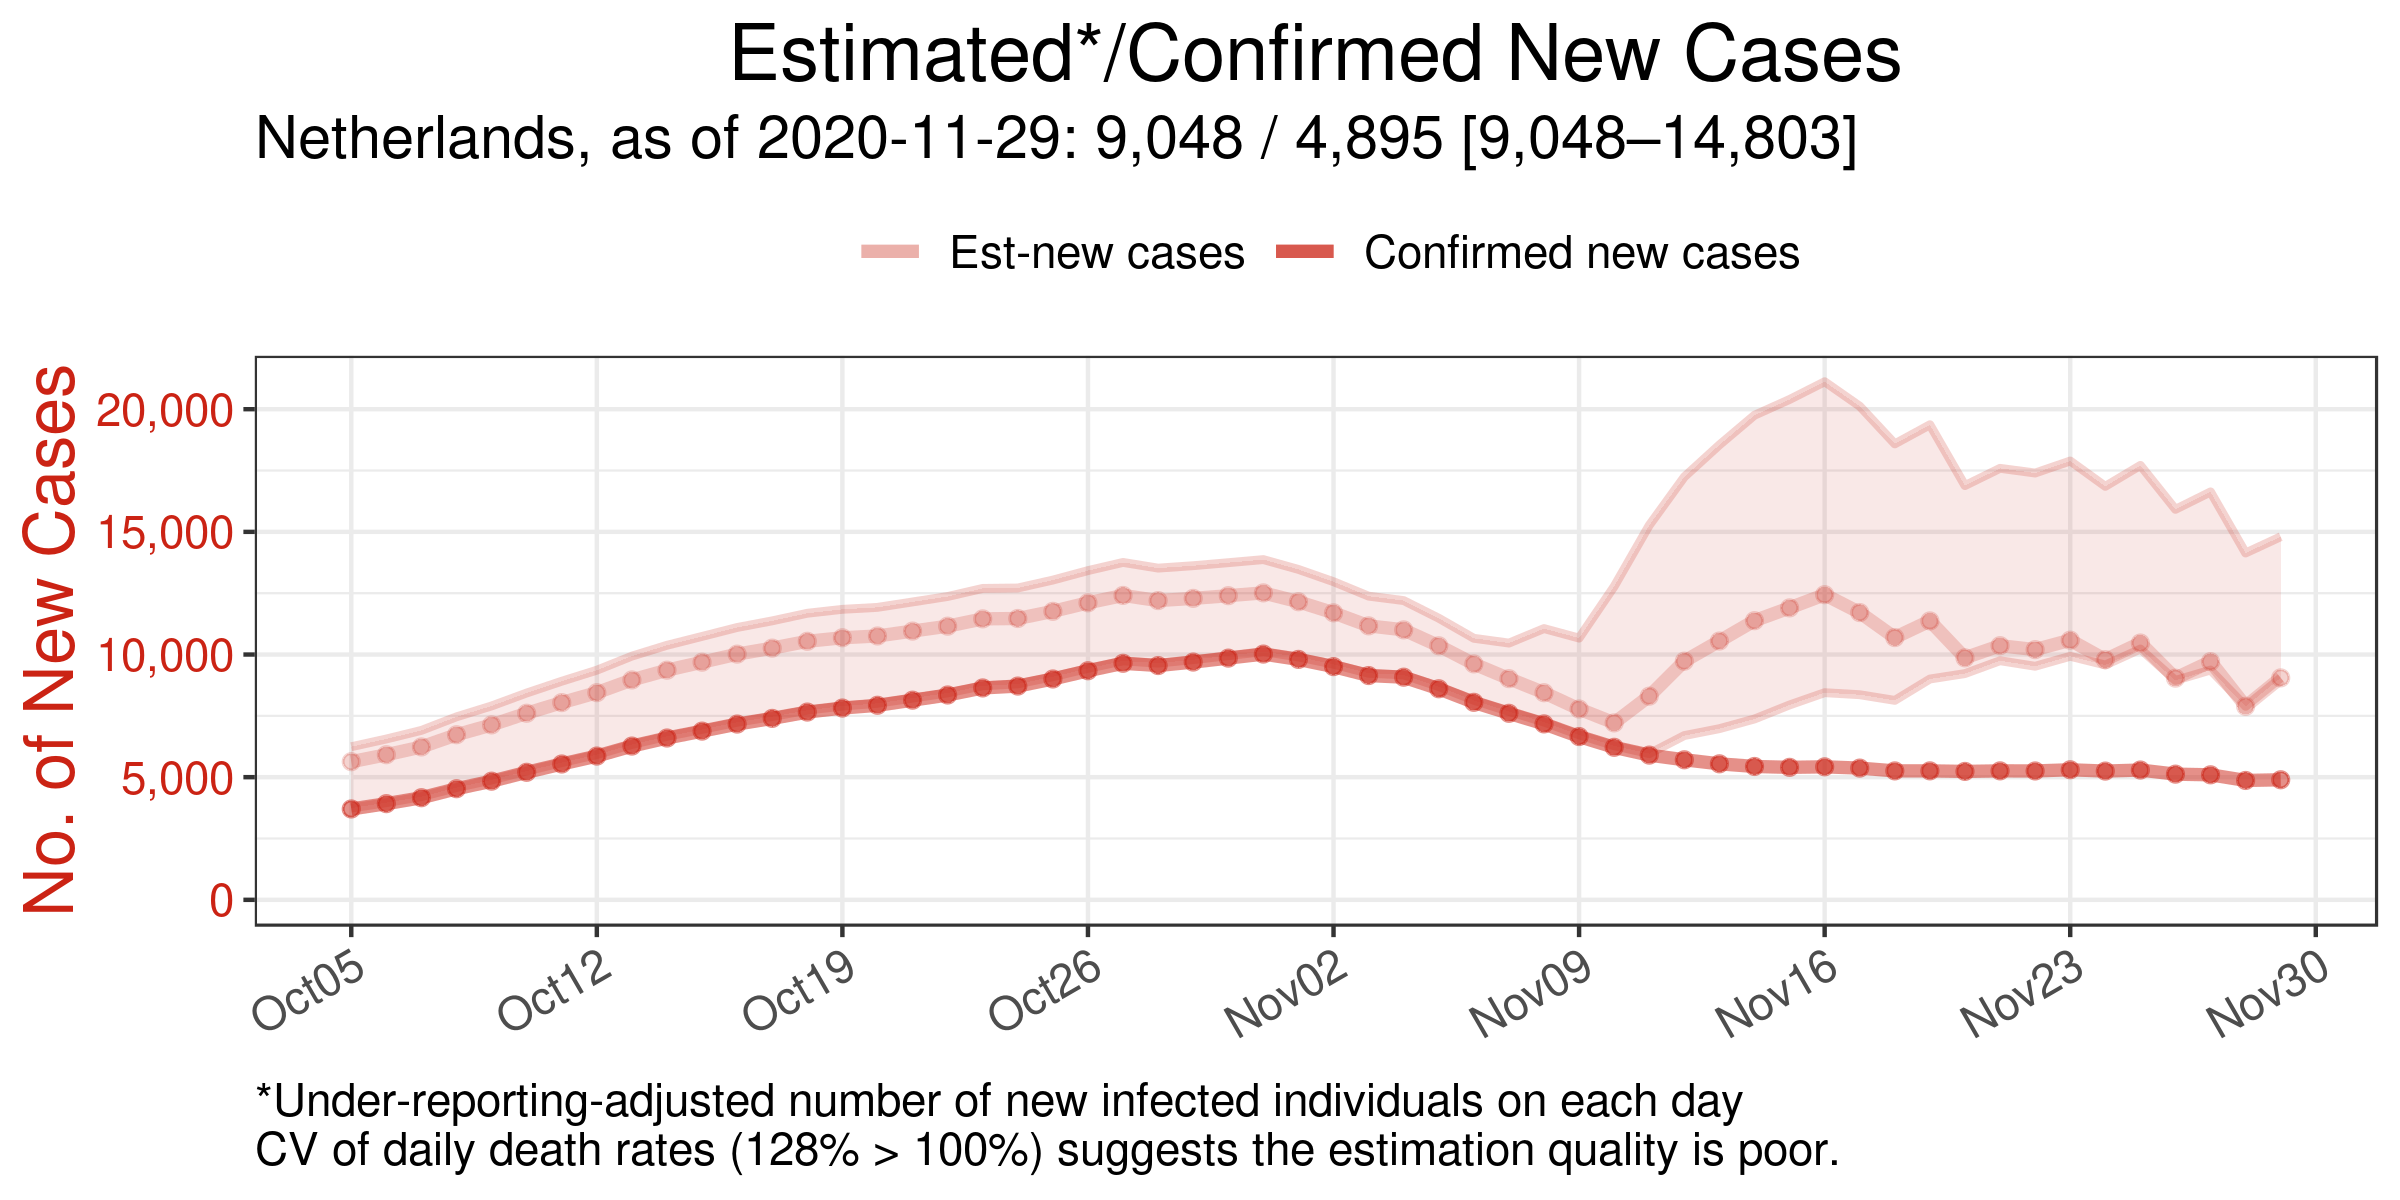 Estimated*/Confirmed New Cases
Netherlands, as of 2020-11-29: 9,048 / 4,895 [9,048–14,803]
Est-new cases
Confirmed new cases
No. of New Cases
20,000
15,000
10,000
5,000
0
Oct05
Oct12
Oct19
Oct26
Nov02
Nov09
Nov16
Nov23
Nov30
*Under-reporting-adjusted number of new infected individuals on each day
CV of daily death rates (128% > 100%) suggests the estimation quality is poor.